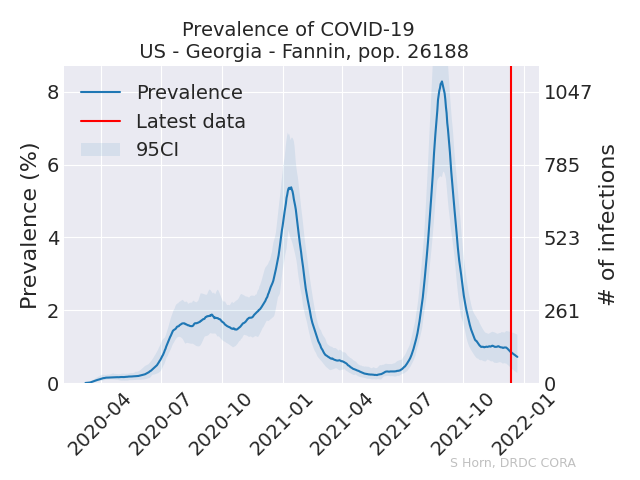 Prevalence of COVID-19
US - Georgia - Fannin, pop. 26188
Prevalence
Latest data
95CI
Prevalence (%)
8
6
4
2
0
1047
785
523
261
0
# of infections
2020-04
2020-07
2020-10
2021-01
2021-04
2021-07
2021-10
2022-01
S Horn, DRDC CORA